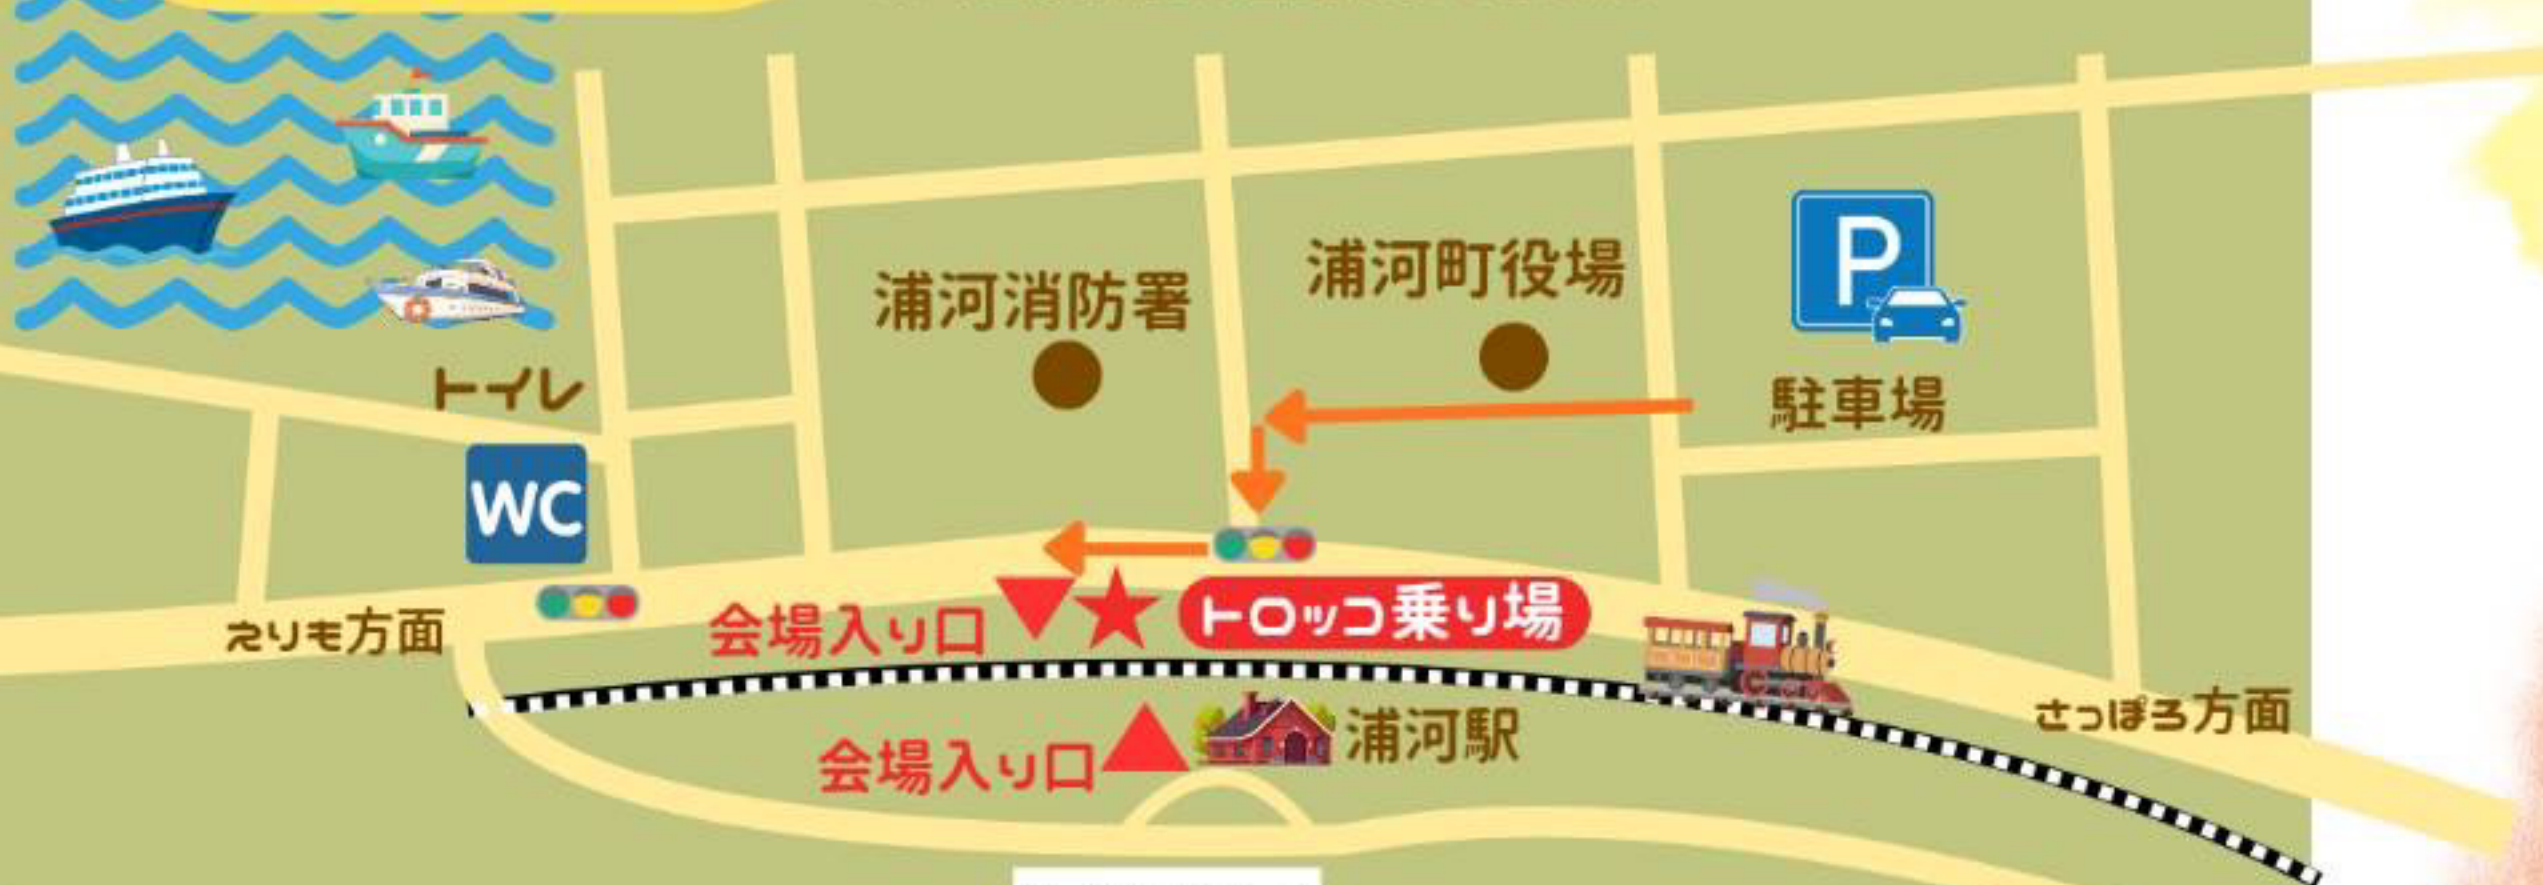 浦河町役場
浦河消防署
P
トイレ
駐車場
WC
会場入り口
トロッコ乗り場
えりも方面
さっぽろ方面
浦河駅
会場入り口